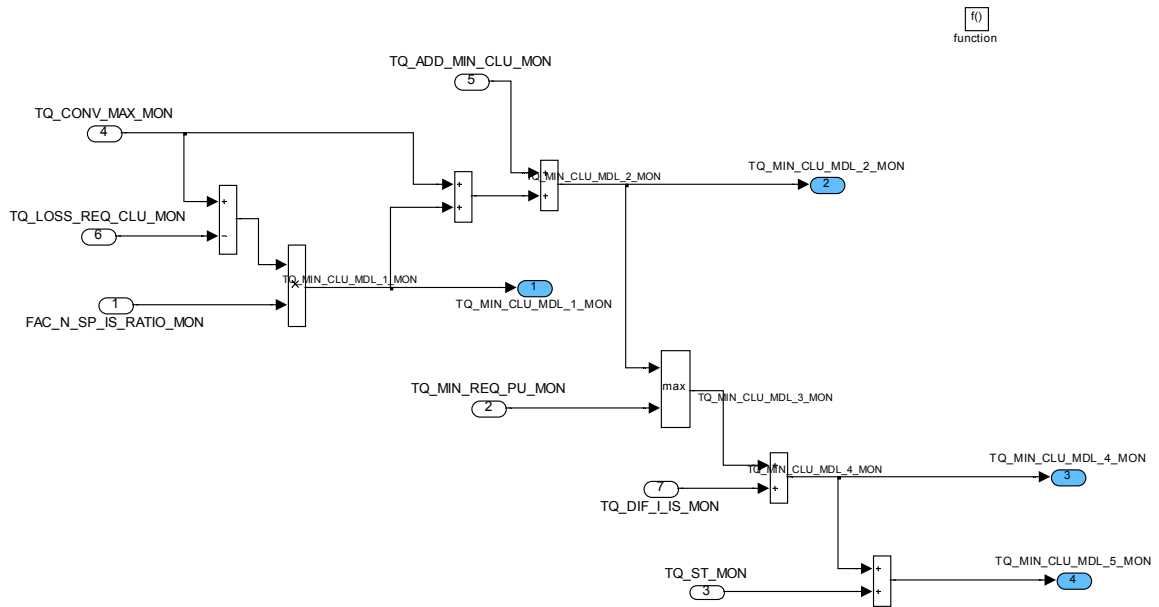 f()
function
TQ_ADD_MIN_CLU_MON
5
TQ_CONV_MAX_MON
4
+
+
TQ_MIN_CLU_MDL_2_MON
TQ_MIN_CLU_MDL_2_MON
2
+
+
+
-
TQ_LOSS_REQ_CLU_MON
6
×
TQ_MIN_CLU_MDL_1_MON
1
TQ_MIN_CLU_MDL_1_MON
1
FAC_N_SP_IS_RATIO_MON
TQ_MIN_REQ_PU_MON
2
max
TQ_MIN_CLU_MDL_3_MON
+
+
TQ_MIN_CLU_MDL_4_MON
TQ_MIN_CLU_MDL_4_MON
3
7
TQ_DIF_I_IS_MON
TQ_ST_MON
3
+
+
TQ_MIN_CLU_MDL_5_MON
4